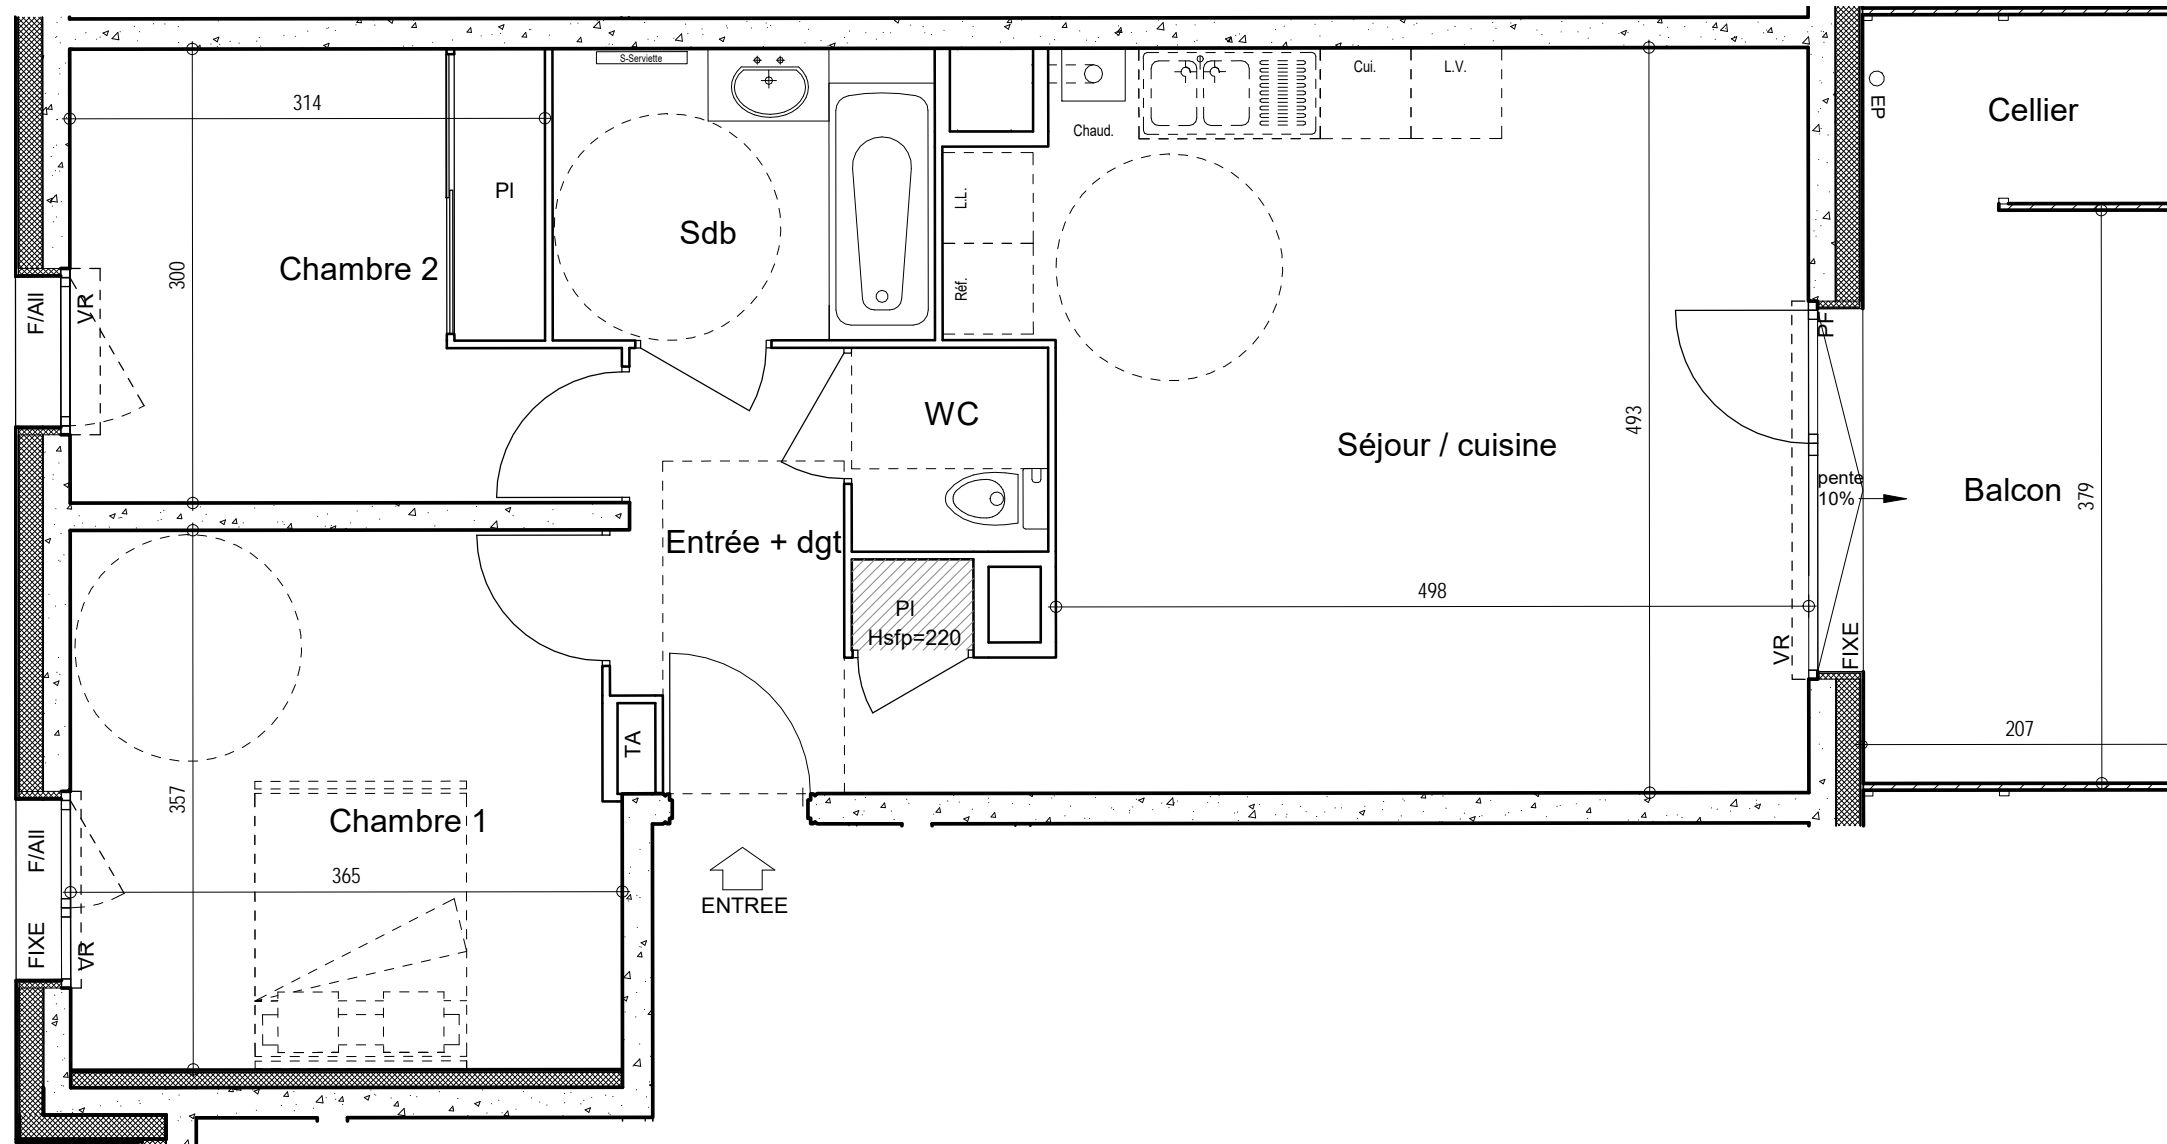 S-Serviette
Cui.
L.V.
314
Chaud.
EP
Cellier
Pl
L.L.
Sdb
Chambre 2
300
Réf.
F/All
VR
PF
WC
493
Séjour / cuisine
pente
10%
Balcon
379
Entrée + dgt
498
Pl
Hsfp=220
VR
FIXE
TA
207
357
Chambre 1
F/All
365
ENTREE
FIXE
VR